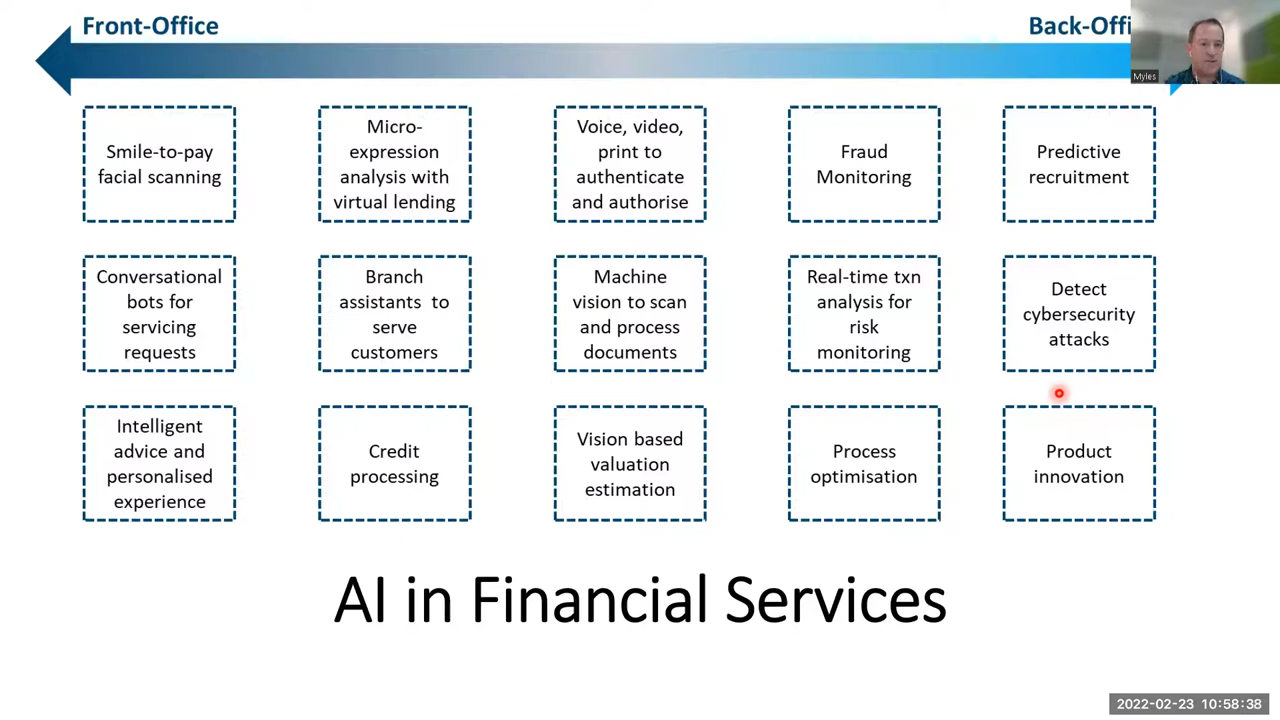 Front-Office
Back-Offi
Myles
Smile-to-pay
facial scanning
Micro-
expression
analysis with
virtual lending
Voice, video,
print to
authenticate
and authorise
Fraud
Monitoring
Predictive
recruitment
Conversational
bots for
servicing
requests
Branch
assistants to
serve
customers
Machine
vision to scan
and process
documents
Real-time txn
analysis for
risk
monitoring
Detect
cybersecurity
attacks
Intelligent
advice and
personalised
experience
Credit
processing
Vision based
valuation
estimation
Process
optimisation
Product
innovation
AI in Financial Services
2022-02-23 10:58:38